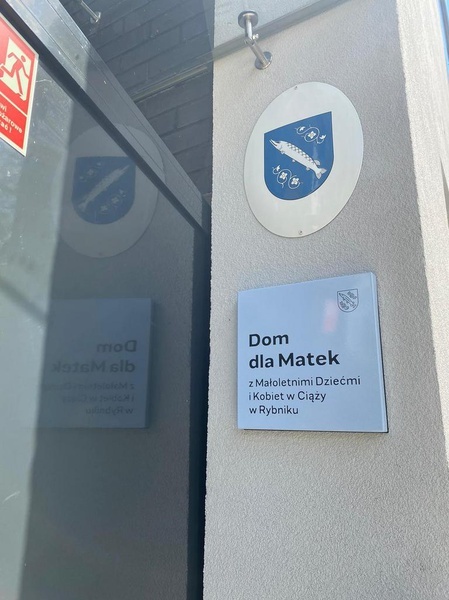 Dom
dla Matek
z Małoletnimi Dziećmi
i Kobiet w Ciąży
w Rybniku